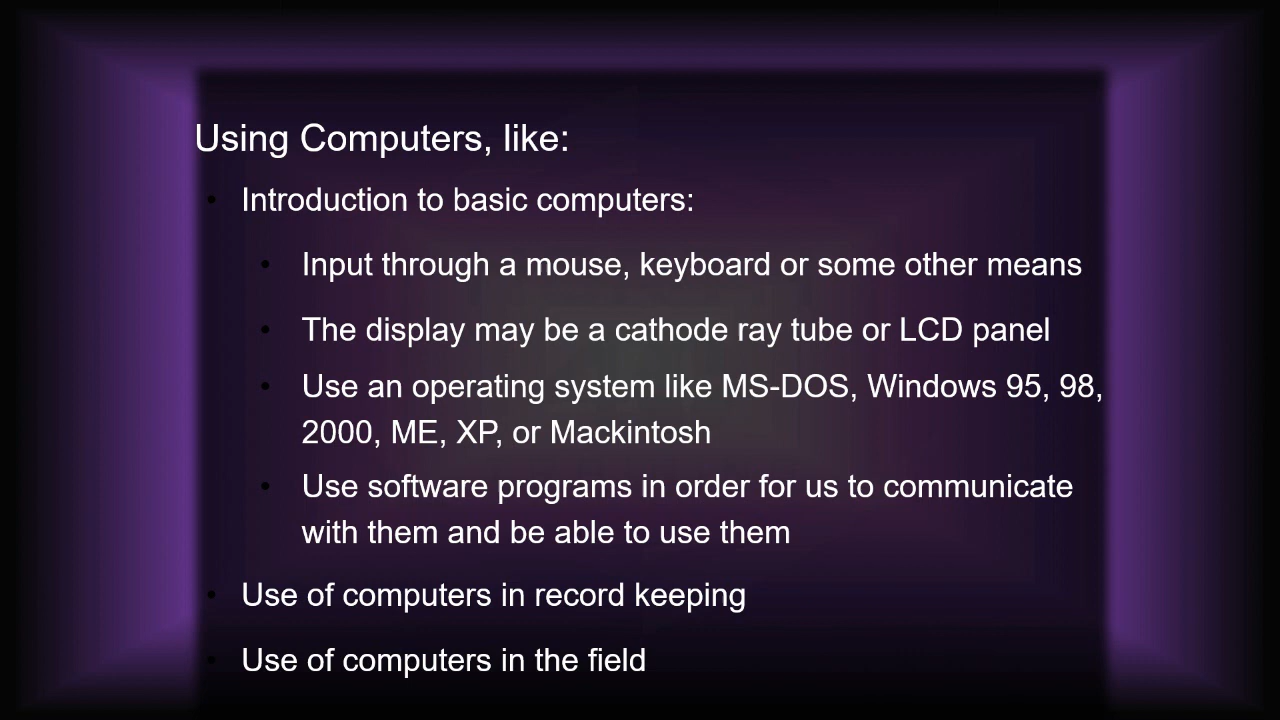 Using Computers, like:
• Introduction to basic computers:
• Input through a mouse, keyboard or some other means
• The display may be a cathode ray tube or LCD panel
• Use an operating system like MS-DOS, Windows 95, 98,
2000, ME, XP, or Mackintosh
• Use software programs in order for us to communicate
with them and be able to use them
• Use of computers in record keeping
• Use of computers in the field